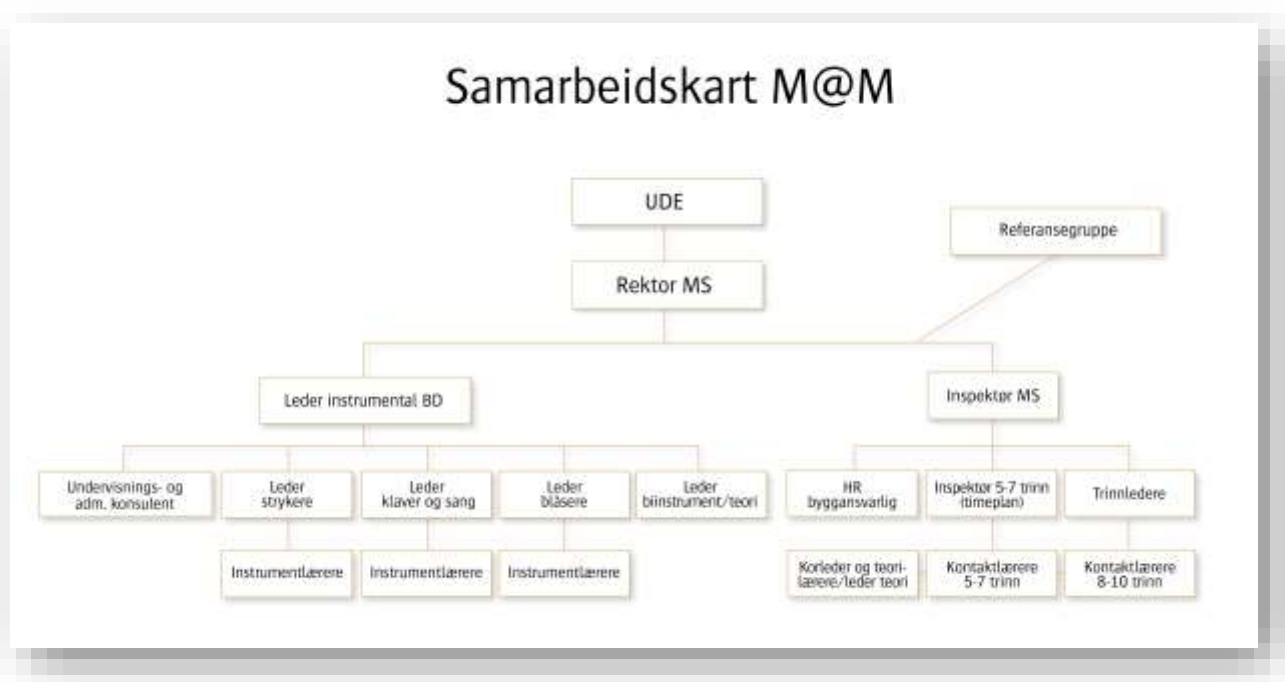 Samarbeidskart M@M
UDE
Referansegruppe
Rektor MS
Leder instrumental BD
Inspektør MS
Undervisnings- og
adm. konsulent
Leder
strykere
Leder
klaver og sang
Leder
blåsere
Leder
biinstrument/teori
HR
byggansvarlig
Inspektør 5-7 trinn
(timeplan)
Trinnledere
Instrumentlærere
Instrumentlærere
Instrumentlærere
Korleder og teori-
lærere/leder teori
Kontaktlærere
5-7 trinn
Kontaktlærere
8-10 trinn